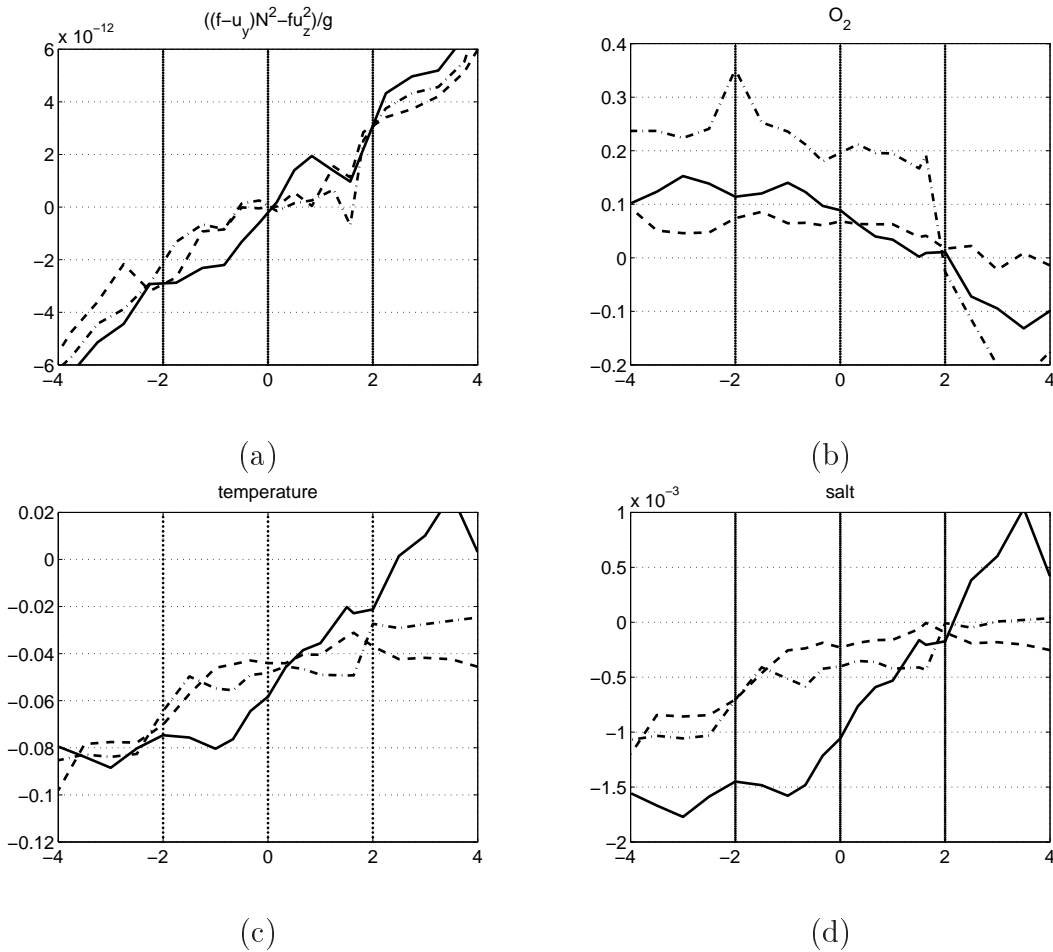 ((f−u_y)N²−fu_z²)/g
x 10⁻¹²
6
4
2
0
−2
−4
−6
−4 −2 0 2 4
(a)
O₂
0.4
0.3
0.2
0.1
0
−0.1
−0.2
−4 −2 0 2 4
(b)
temperature
0.02
0
−0.02
−0.04
−0.06
−0.08
−0.1
−0.12
−4 −2 0 2 4
(c)
salt
x 10⁻³
1
0.5
0
−0.5
−1
−1.5
−2
−4 −2 0 2 4
(d)